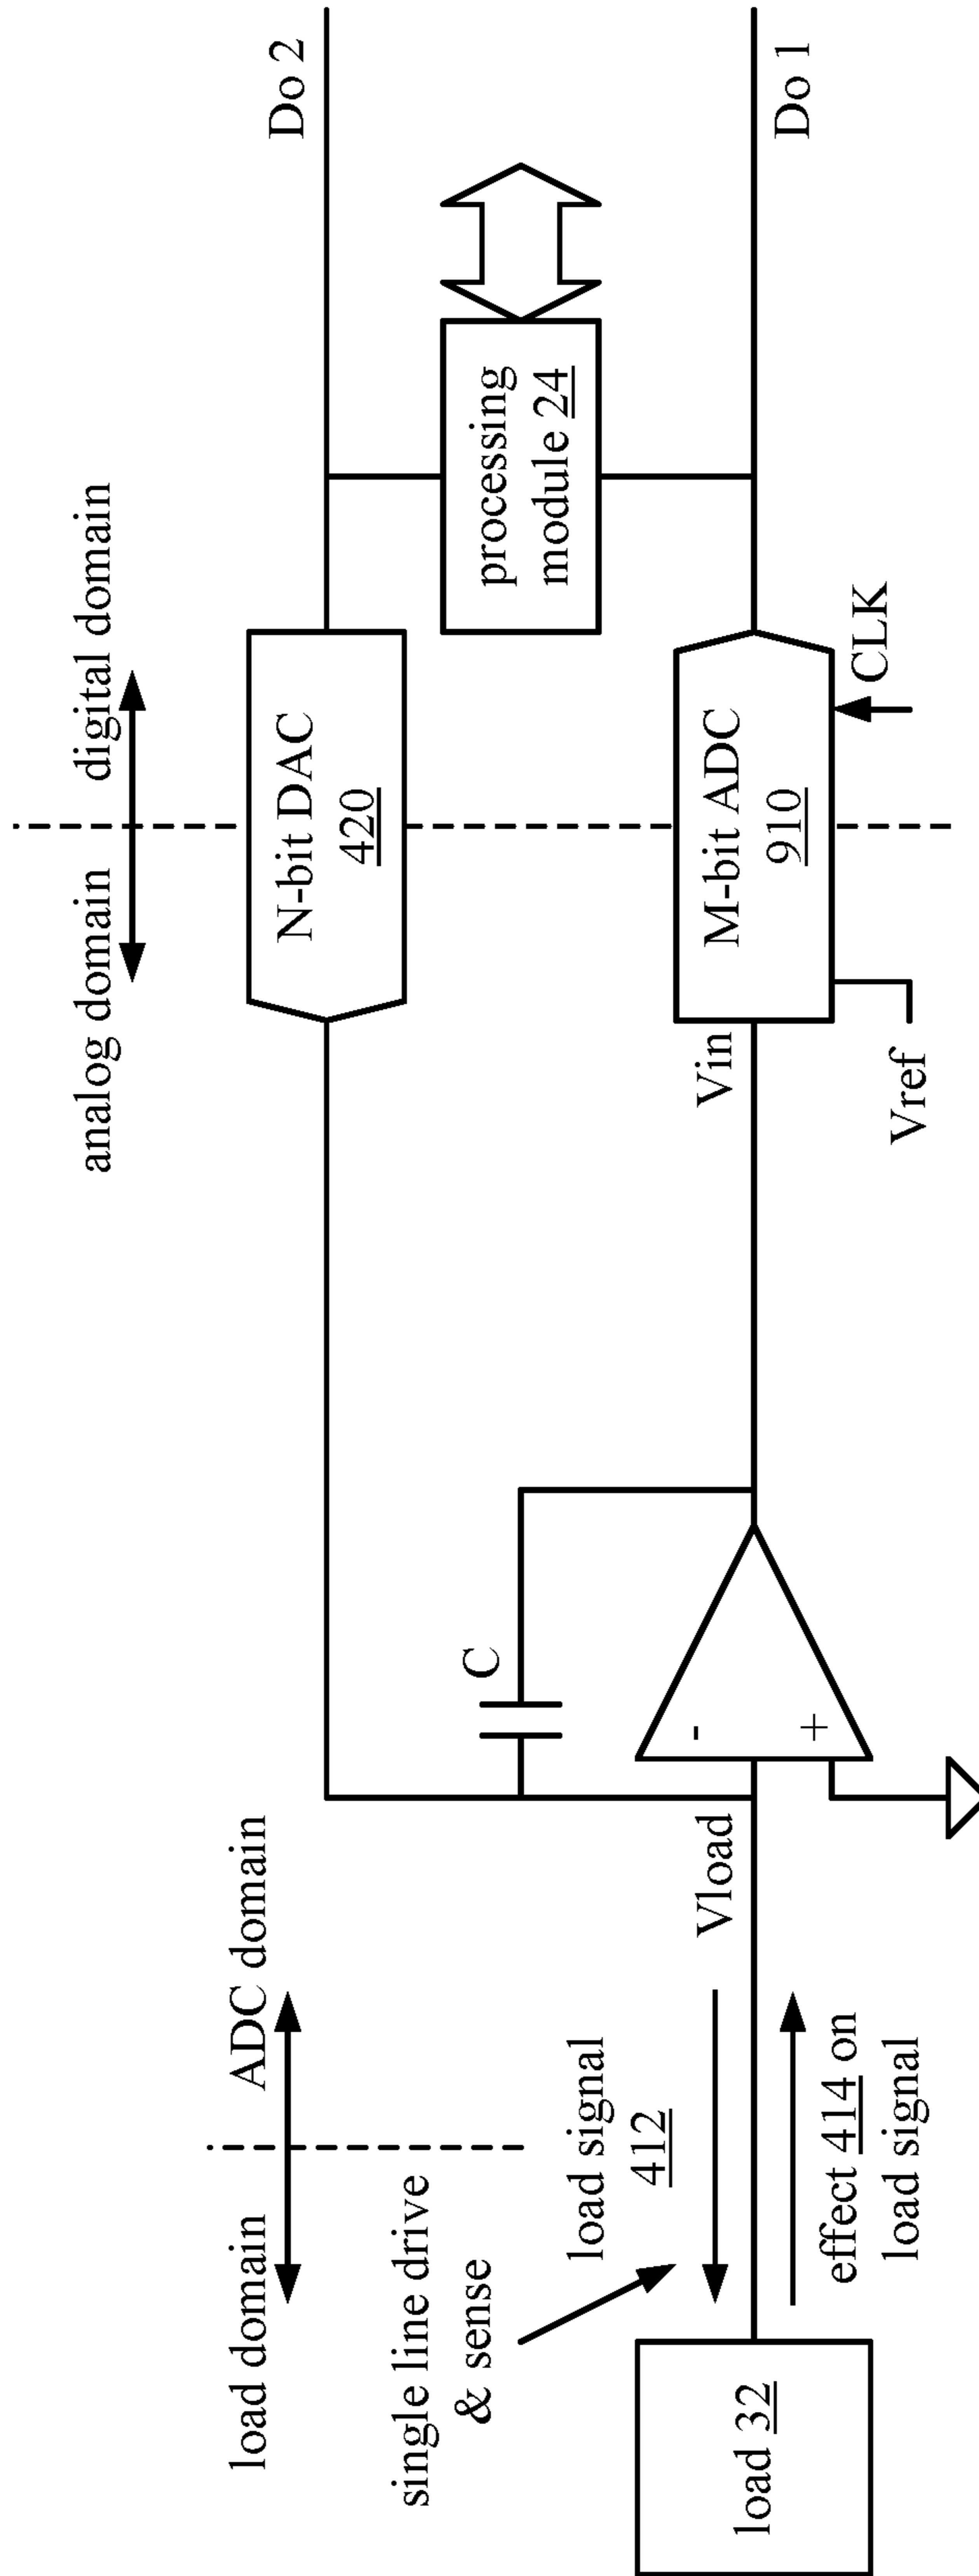 analog domain
digital domain
load domain
ADC domain
single line drive
& sense
N-bit DAC
420
Do 2
C
processing
module 24
load signal
412
Vload
Vin
M-bit ADC
910
Do 1
load 32
-
+
effect 414 on
load signal
Vref
CLK